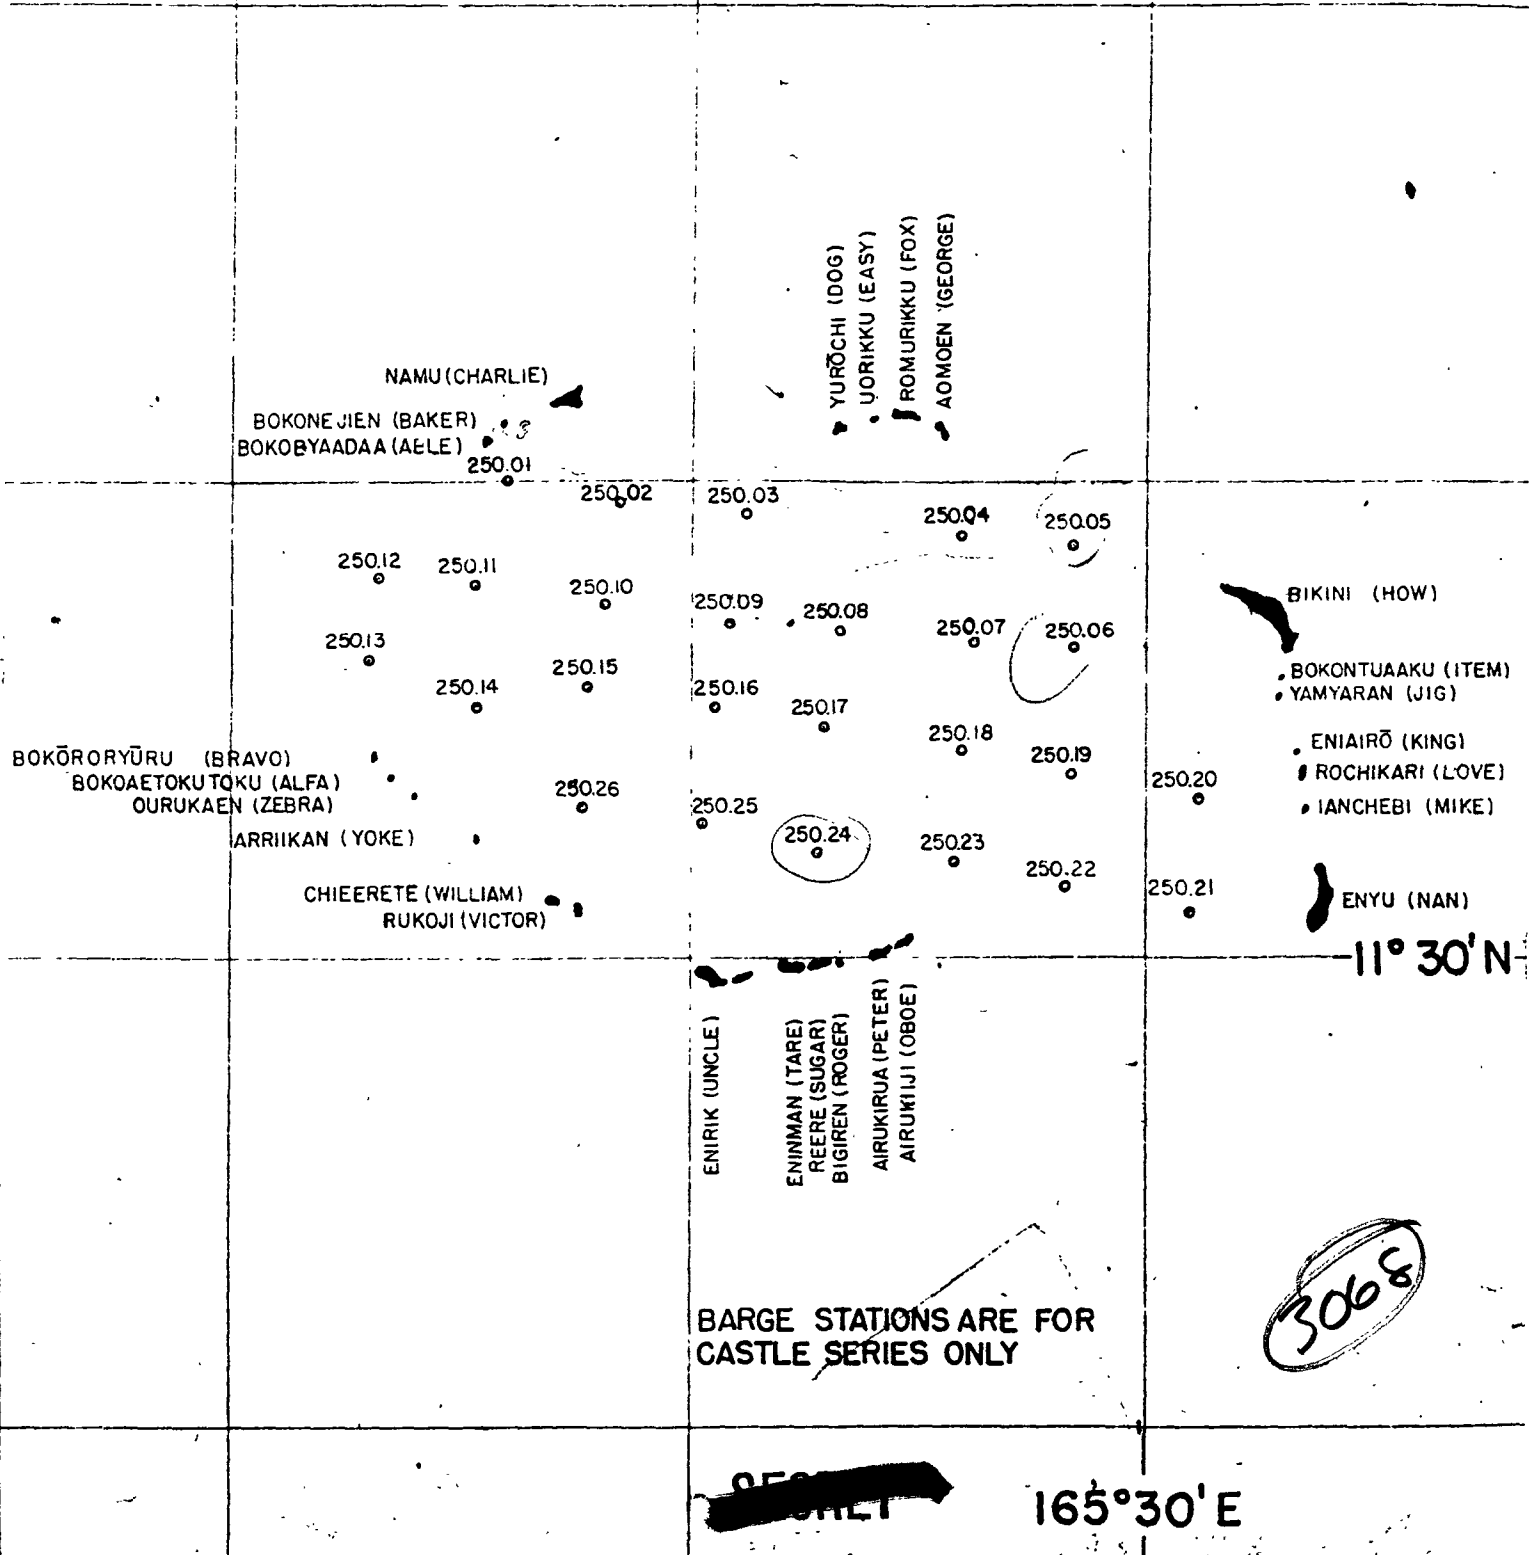 YURŌCHI (DOG)
UORIKKU (EASY)
ROMURIKKU (FOX)
AOMOEN (GEORGE)
NAMU (CHARLIE)
BOKONEJIEN (BAKER)
BOKOBYAADAA (ABLE)
250.01
250.02
250.03
250.04
250.05
250.12
250.11
250.10
250.09
250.08
250.07
250.06
BIKINI (HOW)
250.13
250.14
250.15
250.16
250.17
250.18
250.19
250.20
BOKONTUAAKU (ITEM)
YAMYARAN (JIG)
ENIAIRŌ (KING)
ROCHIKARI (LOVE)
IANCHEBI (MIKE)
BOKŌRORYŪRU (BRAVO)
BOKOAETOKUTOKU (ALFA)
OURUKAEN (ZEBRA)
ARRIIKAN (YOKE)
250.26
250.25
250.24
250.23
250.22
250.21
CHIEERETE (WILLIAM)
RUKOJI (VICTOR)
ENYU (NAN)
11° 30' N
ENIRIK (UNCLE)
ENINMAN (TARE)
REERE (SUGAR)
BIGIREN (ROGER)
AIRUKIRUA (PETER)
AIRUKIIJI (OBOE)
BARGE STATIONS ARE FOR
CASTLE SERIES ONLY
3068
SECRET
165° 30' E